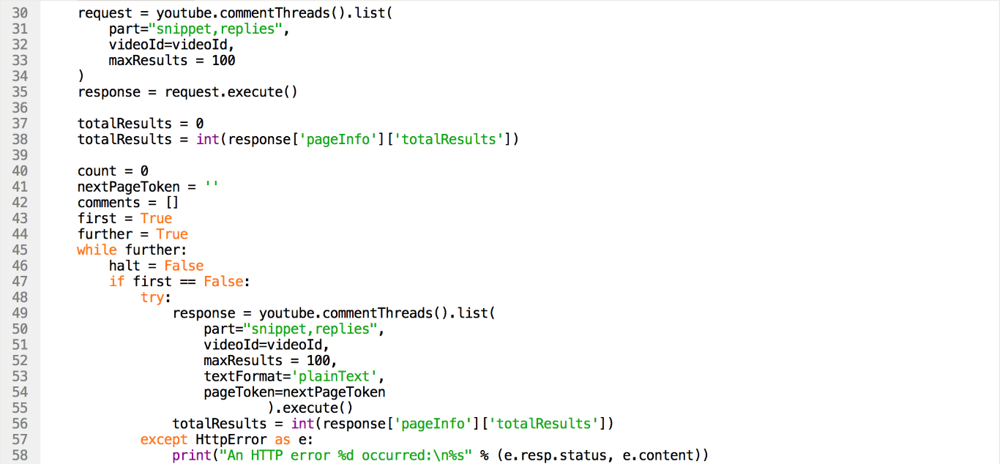 30     request = youtube.commentThreads().list(
31         part="snippet,replies",
32         videoId=videoId,
33         maxResults = 100
34     )
35     response = request.execute()
36
37     totalResults = 0
38     totalResults = int(response['pageInfo']['totalResults'])
39
40     count = 0
41     nextPageToken = ''
42     comments = []
43     first = True
44     further = True
45     while further:
46         halt = False
47         if first == False:
48             try:
49                 response = youtube.commentThreads().list(
50                     part="snippet,replies",
51                     videoId=videoId,
52                     maxResults = 100,
53                     textFormat='plainText',
54                     pageToken=nextPageToken
55                             ).execute()
56                 totalResults = int(response['pageInfo']['totalResults'])
57             except HttpError as e:
58                 print("An HTTP error %d occurred:\n%s" % (e.resp.status, e.content))